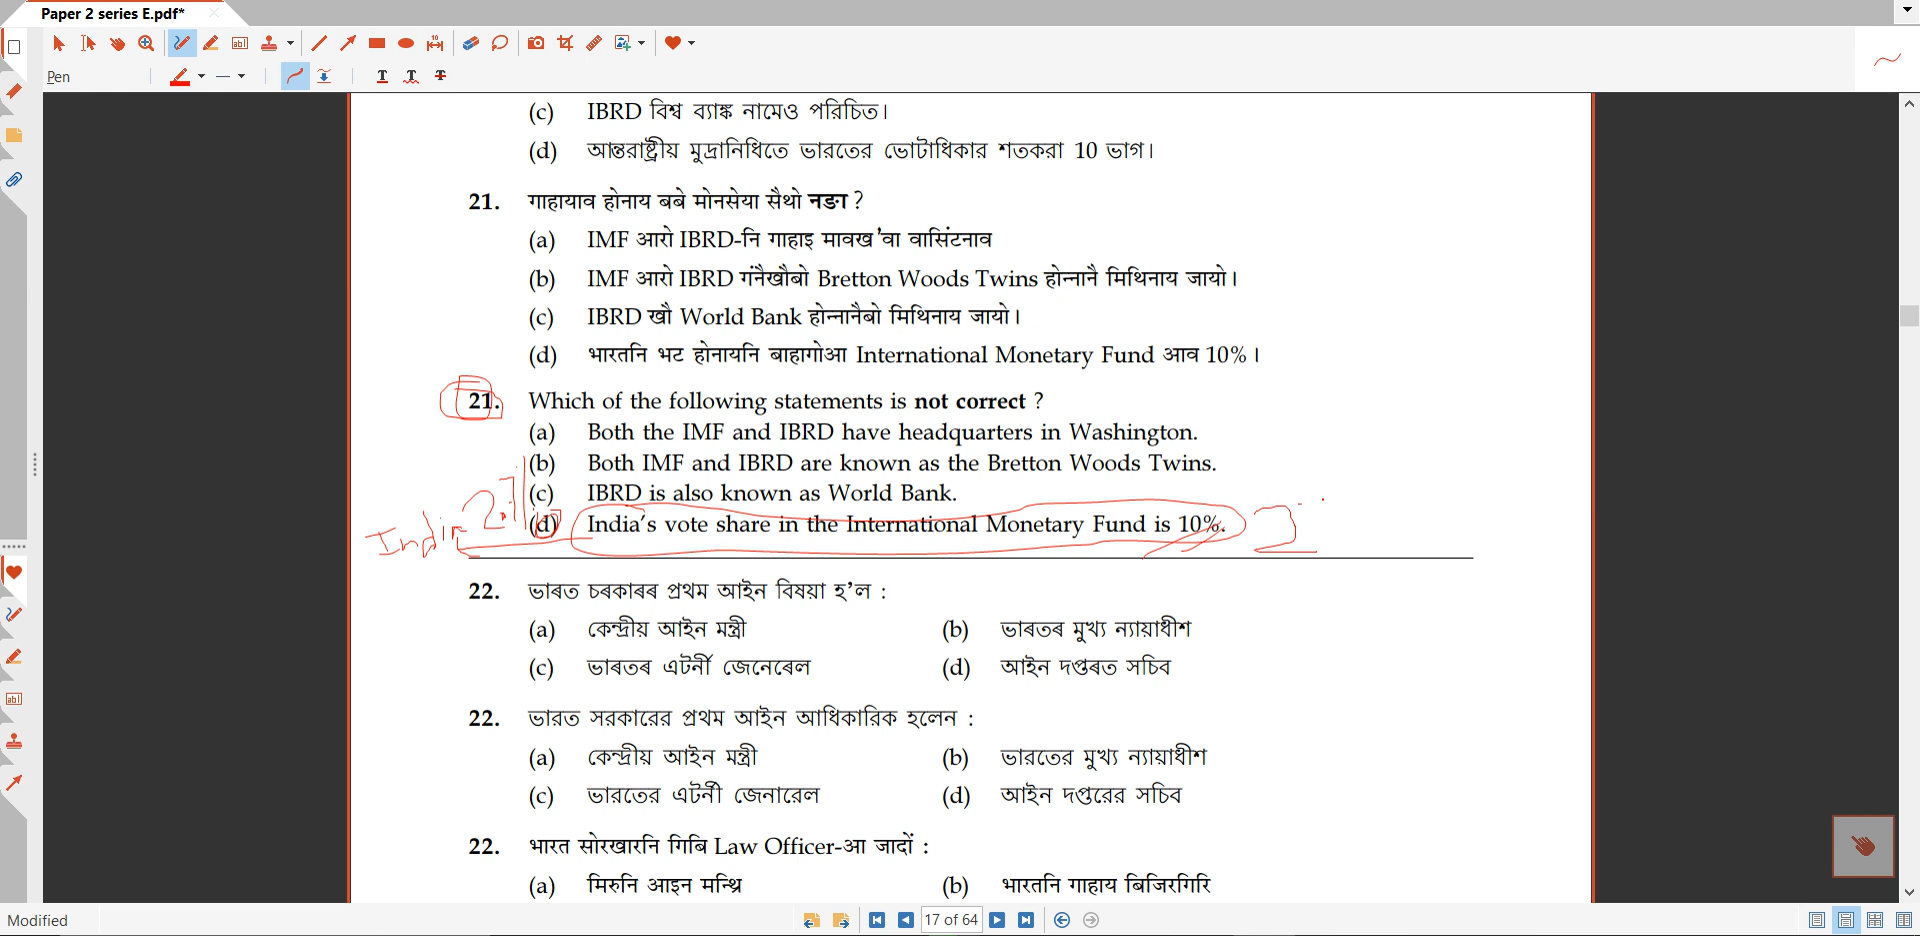 Paper 2 series E.pdf*
Pen
(c) IBRD বিশ্ব ব্যাঙ্ক নামেও পরিচিত।
(d) আন্তরাষ্ট্রীয় মুদ্রানিধিতে ভারতের ভোটাধিকার শতকরা 10 ভাগ।
21. गाहायाव होनाय बबे मोनसेया सैथो नङा ?
(a) IMF आरो IBRD-नि गाहाइ मावख'वा वासिंटनाव
(b) IMF आरो IBRD गंनैखौबो Bretton Woods Twins होन्नानै मिथिनाय जायो।
(c) IBRD खौ World Bank होन्नानैबो मिथिनाय जायो।
(d) भारतनि भट होनायनि बाहागोआ International Monetary Fund आव 10%।
21. Which of the following statements is not correct ?
(a) Both the IMF and IBRD have headquarters in Washington.
(b) Both IMF and IBRD are known as the Bretton Woods Twins.
(c) IBRD is also known as World Bank.
(d) India's vote share in the International Monetary Fund is 10%.
22. ভাৰত চৰকাৰৰ প্ৰথম আইন বিষয়া হ'ল :
(a) কেন্দ্ৰীয় আইন মন্ত্ৰী (b) ভাৰতৰ মুখ্য ন্যায়াধীশ
(c) ভাৰতৰ এটৰ্নী জেনেৰেল (d) আইন দপ্তৰত সচিব
22. ভারত সরকারের প্রথম আইন আধিকারিক হলেন :
(a) কেন্দ্রীয় আইন মন্ত্রী (b) ভারতের মুখ্য ন্যায়াধীশ
(c) ভারতের এটর্নী জেনারেল (d) আইন দপ্তরের সচিব
22. भारत सोरखारनि गिबि Law Officer-आ जादों :
(a) मिरुनि आइन मन्थ्रि (b) भारतनि गाहाय बिजिरगिरि
Modified
17 of 64